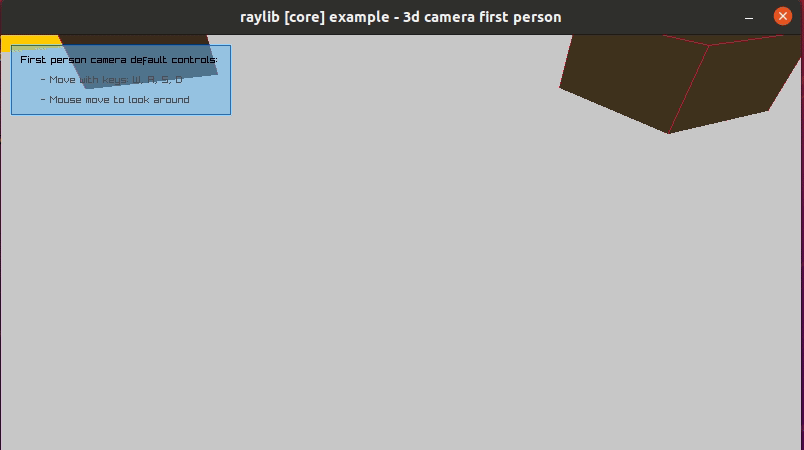 raylib [core] example - 3d camera first person
First person camera default controls:
- Move with keys: W, A, S, D
- Mouse move to look around